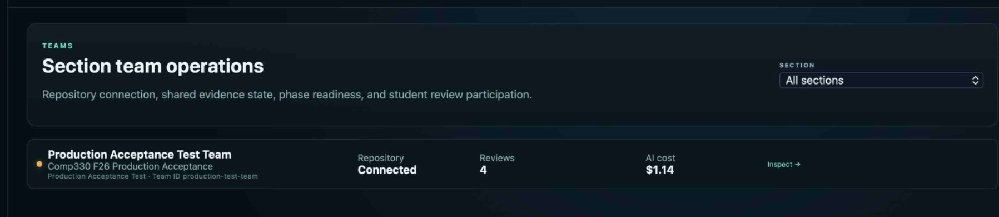 TEAMS
Section team operations
Repository connection, shared evidence state, phase readiness, and student review participation.
SECTION
All sections
Production Acceptance Test Team
Comp330 F26 Production Acceptance
Production Acceptance Test · Team ID production-test-team
Repository
Connected
Reviews
4
AI cost
$1.14
Inspect →